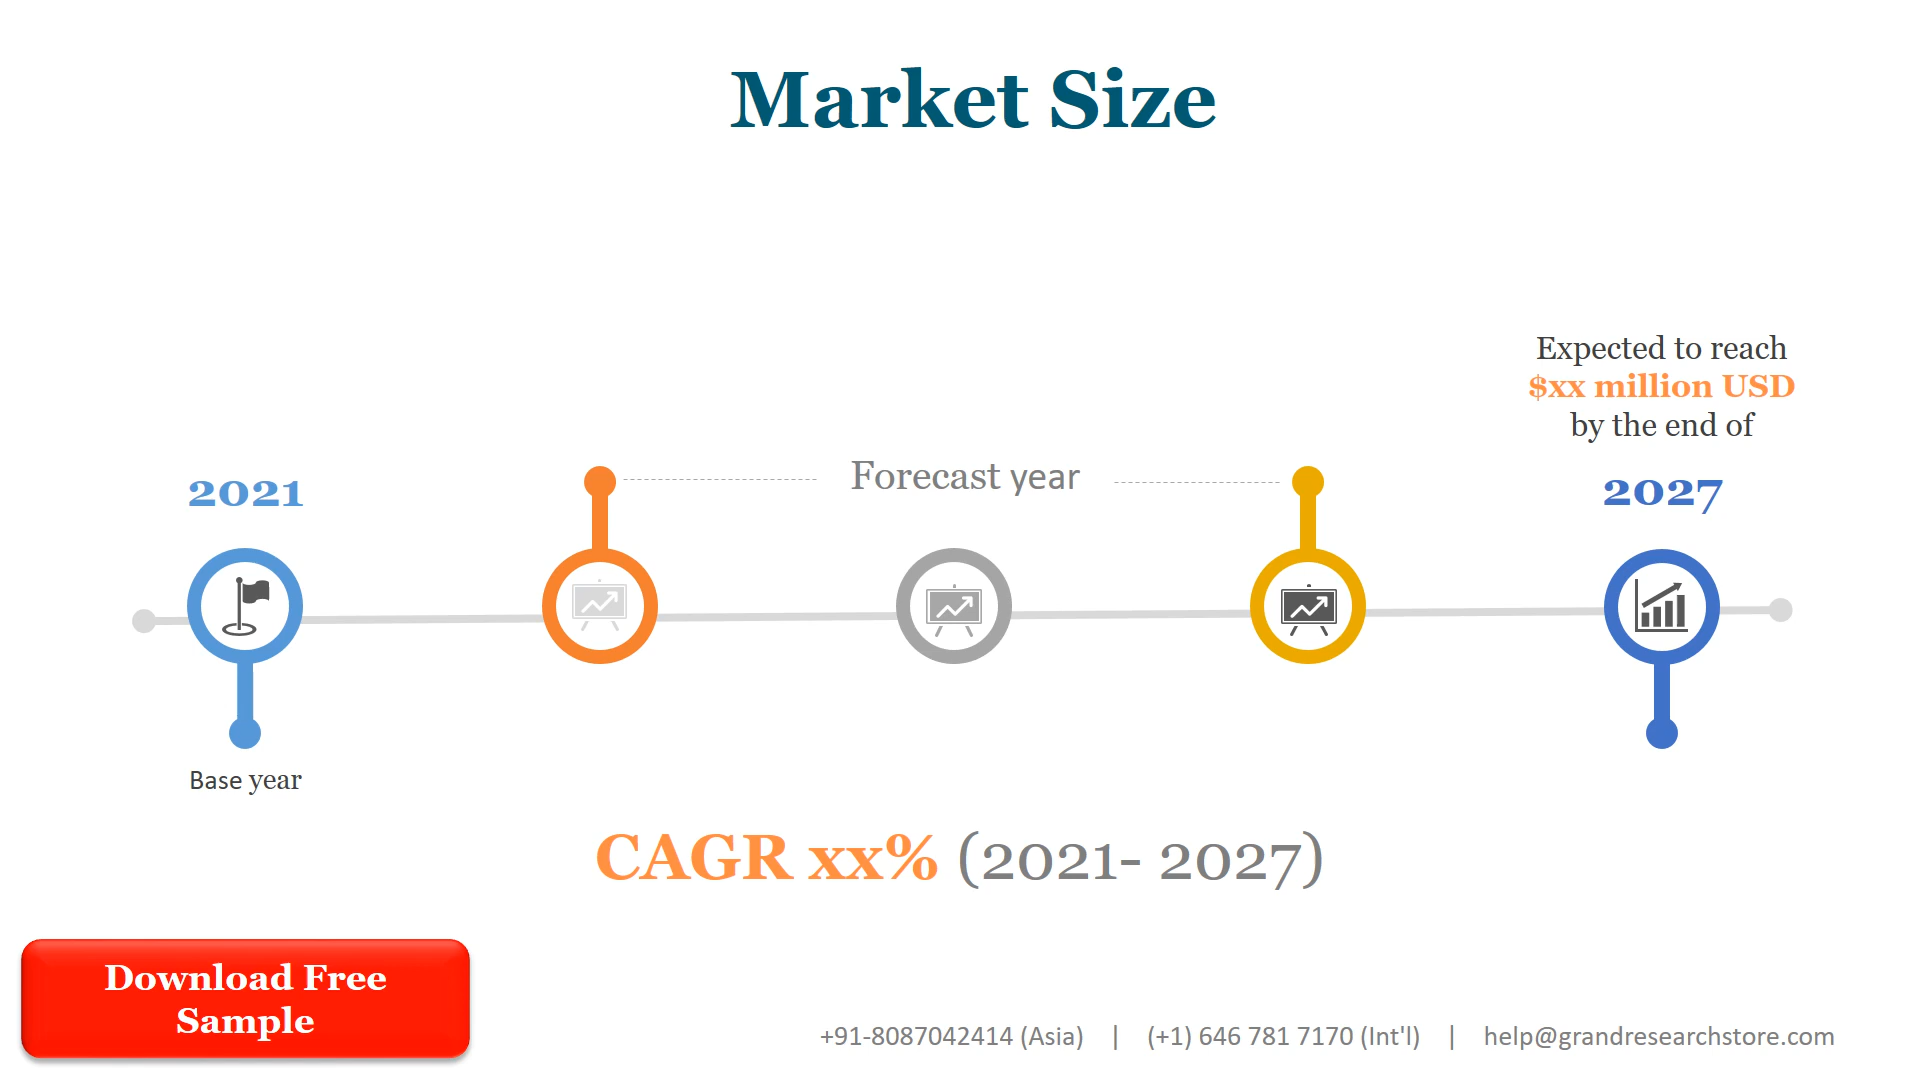 Market Size
Expected to reach
$xx million USD
by the end of
2021
Forecast year
2027
Base year
CAGR xx% (2021- 2027)
Download Free
Sample
+91-8087042414 (Asia) | (+1) 646 781 7170 (Int'l) | help@grandresearchstore.com